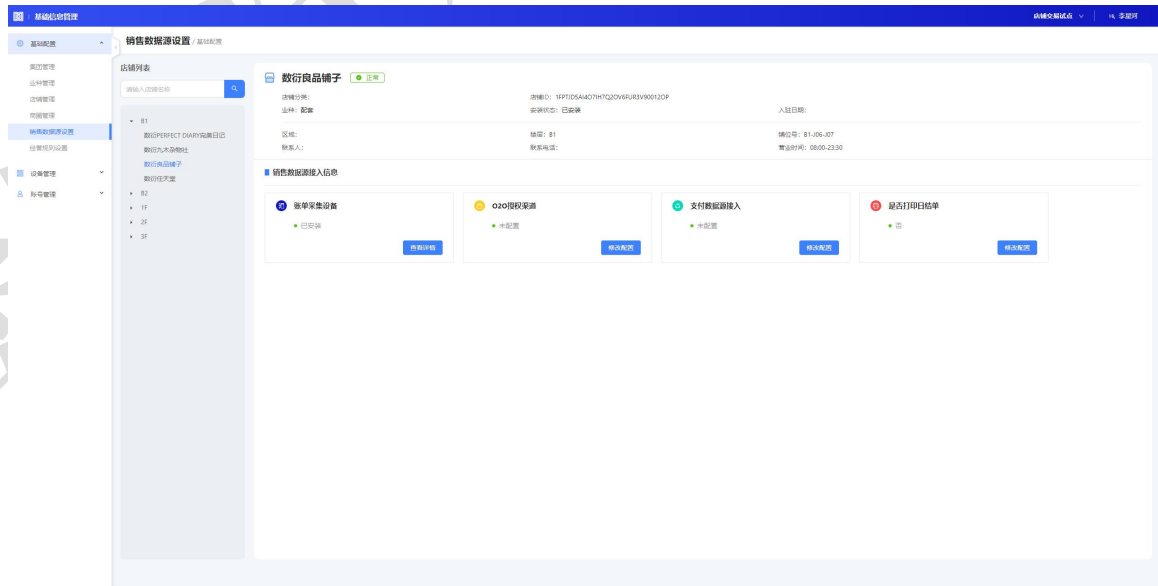 基础信息管理
店铺交易试点
Hi, 李星河
基础配置
集团管理
业种管理
店铺管理
商圈管理
销售数据源设置
经营规则设置
设备管理
账号管理
销售数据源设置 / 基础配置
店铺列表
请输入店铺名称
B1
数衍PERFECT DIARY完美日记
数衍九木杂物社
数衍良品铺子
数衍任天堂
B2
1F
2F
3F
数衍良品铺子
正常
店铺分类:
业种: 配套
安装状态: 已安装
入驻日期:
区域:
楼层: B1
铺位号: B1-J06-J07
联系人:
联系电话:
营业时间: 08:00-23:30
销售数据源接入信息
账单采集设备
已安装
查看详情
O2O授权渠道
未配置
修改配置
支付数据源接入
未配置
修改配置
是否打印日结单
否
修改配置